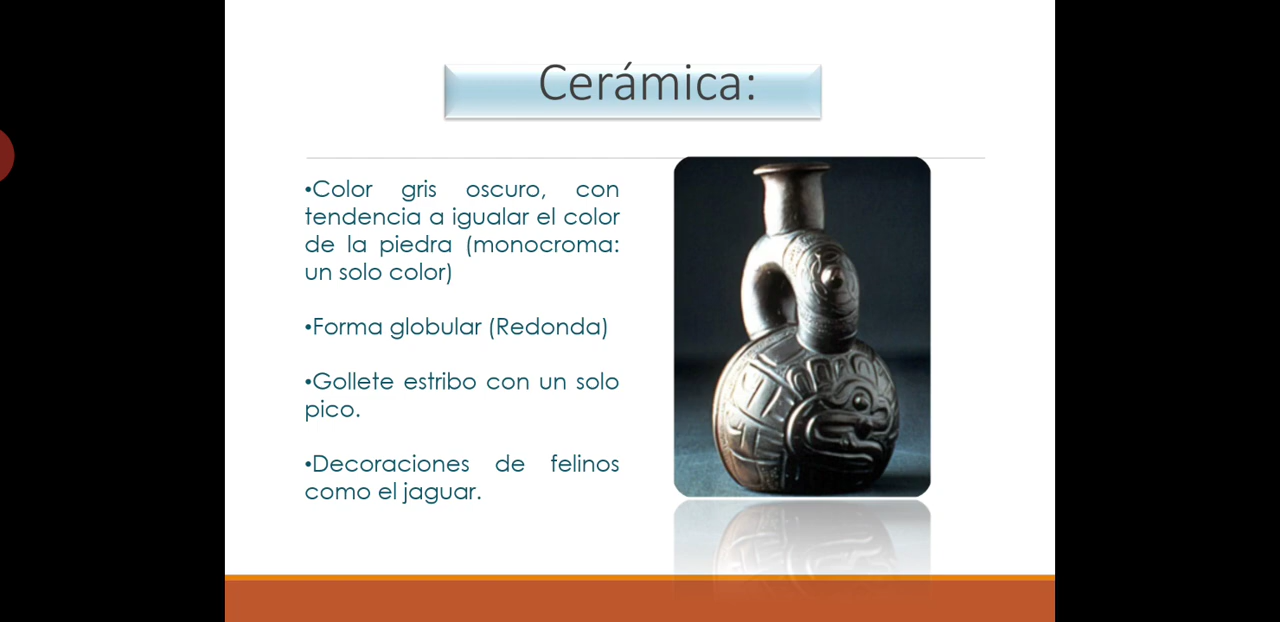 Cerámica:
•Color gris oscuro, con
tendencia a igualar el color
de la piedra (monocroma:
un solo color)
•Forma globular (Redonda)
•Gollete estribo con un solo
pico.
•Decoraciones de felinos
como el jaguar.